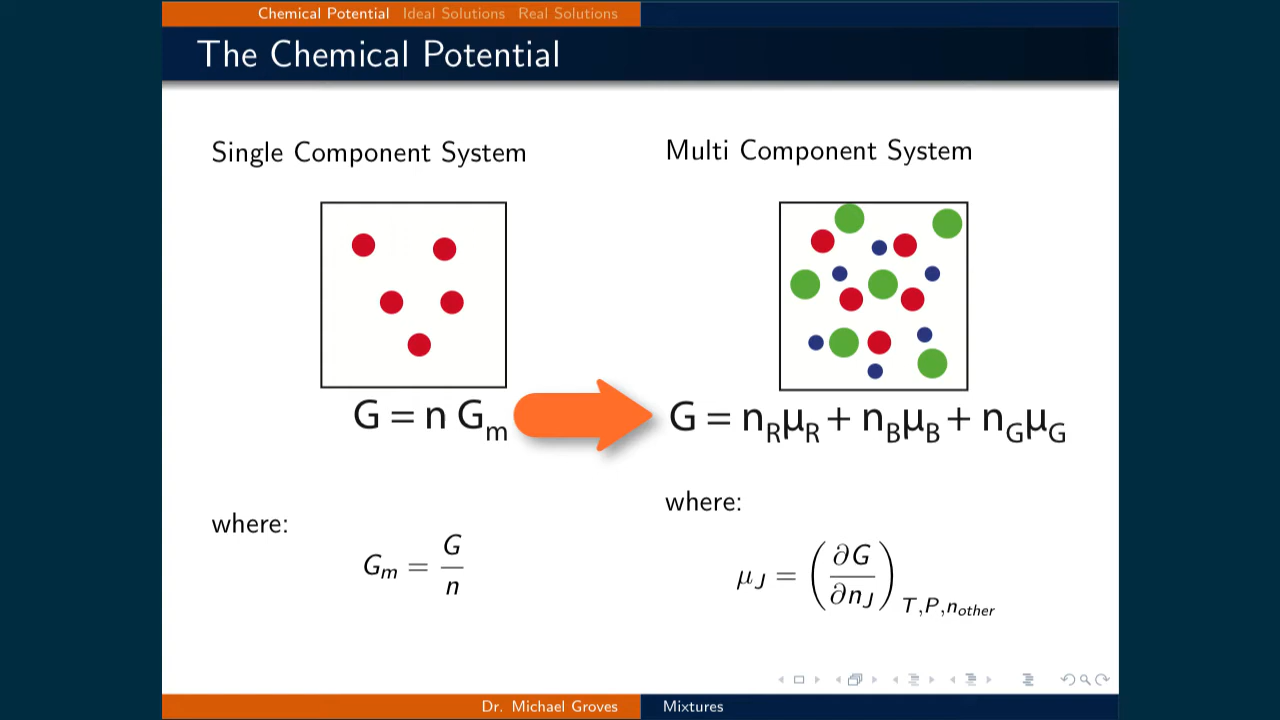 Chemical Potential Ideal Solutions Real Solutions
The Chemical Potential
Single Component System
G = n G_m
where:
G_m = G/n
Multi Component System
G = n_Rμ_R + n_Bμ_B + n_Gμ_G
where:
μ_J = (∂G/∂n_J)_T,P,n_other
Dr. Michael Groves
Mixtures